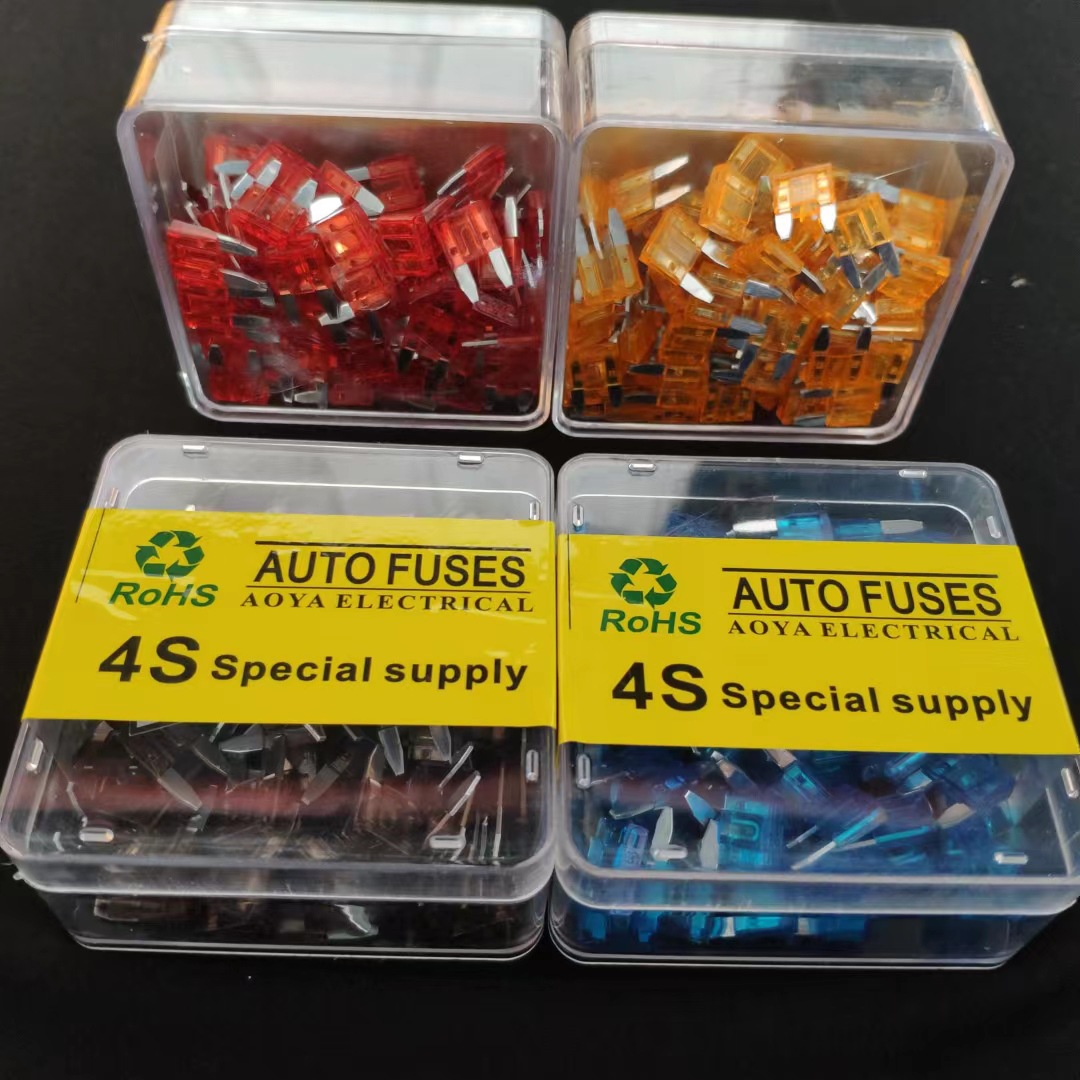 RoHS
AUTO FUSES
AOYA ELECTRICAL
4S Special supply
RoHS
AUTO FUSES
AOYA ELECTRICAL
4S Special supply